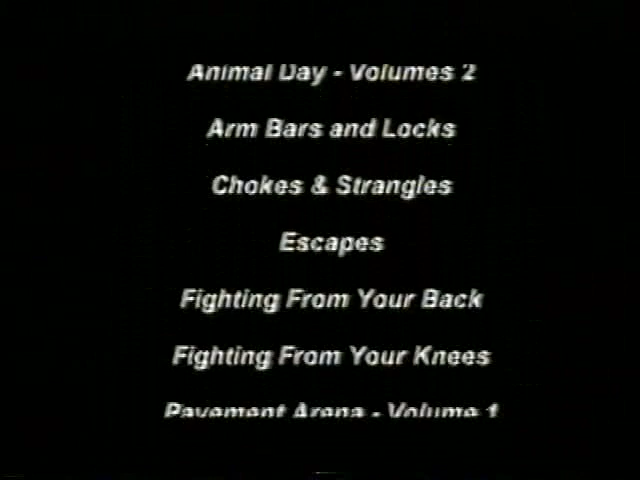 Animal Day - Volumes 2
Arm Bars and Locks
Chokes & Strangles
Escapes
Fighting From Your Back
Fighting From Your Knees
Pavement Arena - Volume 1